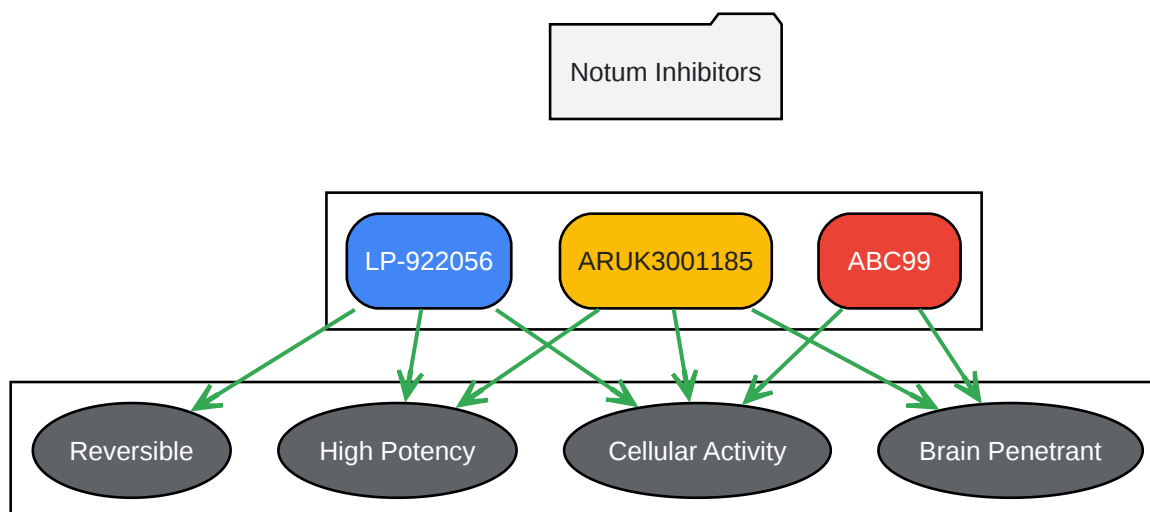 Notum Inhibitors
LP-922056
ARUK3001185
ABC99
Reversible
High Potency
Cellular Activity
Brain Penetrant